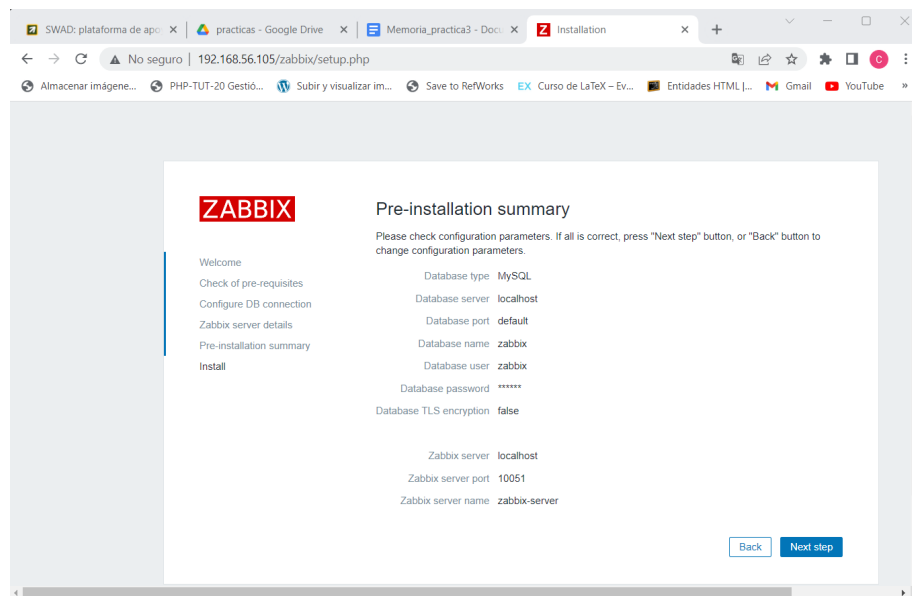 SWAD: plataforma de apo
practicas - Google Drive
Memoria_practica3 - Docu
Installation
No seguro
192.168.56.105/zabbix/setup.php
C
Almacenar imágene...
PHP-TUT-20 Gestió...
Subir y visualizar im...
Save to RefWorks
EX Curso de LaTeX – Ev...
Entidades HTML |...
Gmail
YouTube
»
ZABBIX
Welcome
Check of pre-requisites
Configure DB connection
Zabbix server details
Pre-installation summary
Install
Pre-installation summary
Please check configuration parameters. If all is correct, press "Next step" button, or "Back" button to
change configuration parameters.
Database type MySQL
Database server localhost
Database port default
Database name zabbix
Database user zabbix
Database password ******
Database TLS encryption false
Zabbix server localhost
Zabbix server port 10051
Zabbix server name zabbix-server
Back
Next step